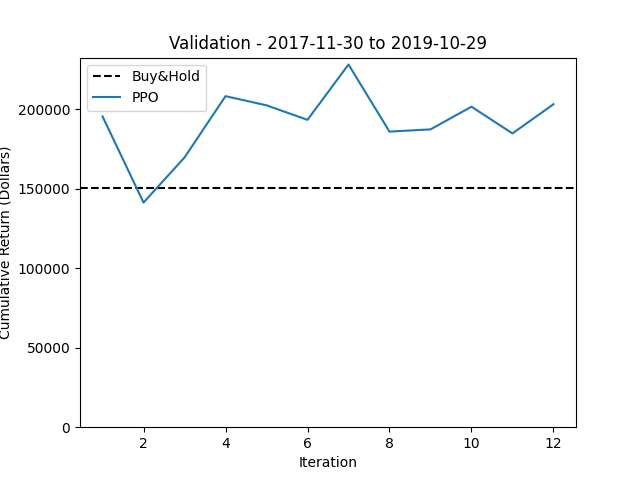 Validation - 2017-11-30 to 2019-10-29
Buy&Hold
PPO
Cumulative Return (Dollars)
200000
150000
100000
50000
0
2 4 6 8 10 12
Iteration